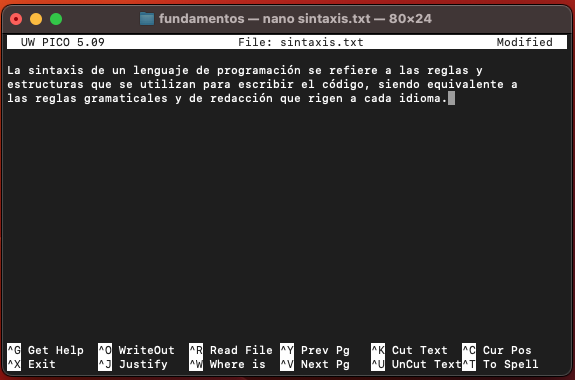 fundamentos — nano sintaxis.txt — 80×24
UW PICO 5.09 File: sintaxis.txt Modified
La sintaxis de un lenguaje de programación se refiere a las reglas y
estructuras que se utilizan para escribir el código, siendo equivalente a
las reglas gramaticales y de redacción que rigen a cada idioma.
^G Get Help ^O WriteOut ^R Read File ^Y Prev Pg ^K Cut Text ^C Cur Pos
^X Exit ^J Justify ^W Where is ^V Next Pg ^U UnCut Text ^T To Spell